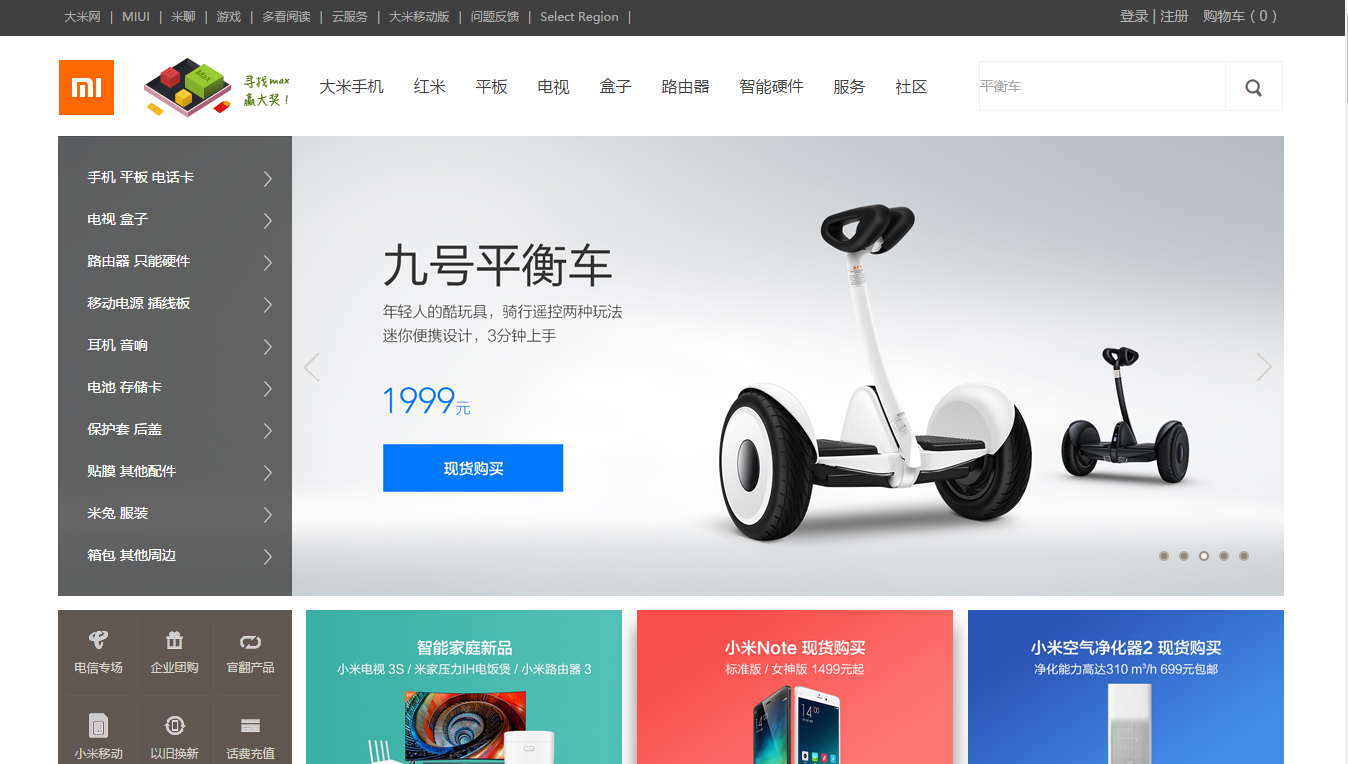 大米网 | MIUI | 米聊 | 游戏 | 多看阅读 | 云服务 | 大米移动版 | 问题反馈 | Select Region |
登录 | 注册 购物车 ( 0 )
mi
Max
寻找max
赢大奖！
大米手机 红米 平板 电视 盒子 路由器 智能硬件 服务 社区
平衡车
手机 平板 电话卡
电视 盒子
路由器 只能硬件
移动电源 插线板
耳机 音响
电池 存储卡
保护套 后盖
贴膜 其他配件
米兔 服装
箱包 其他周边
九号平衡车
年轻人的酷玩具，骑行遥控两种玩法
迷你便携设计，3分钟上手
1999元
现货购买
电信专场 企业团购 官翻产品
小米移动 以旧换新 话费充值
智能家庭新品
小米电视 3S / 米家压力IH电饭煲 / 小米路由器 3
小米Note 现货购买
标准版 / 女神版 1499元起
14:00
14:00
小米空气净化器2 现货购买
净化能力高达310 m³/h 699元包邮